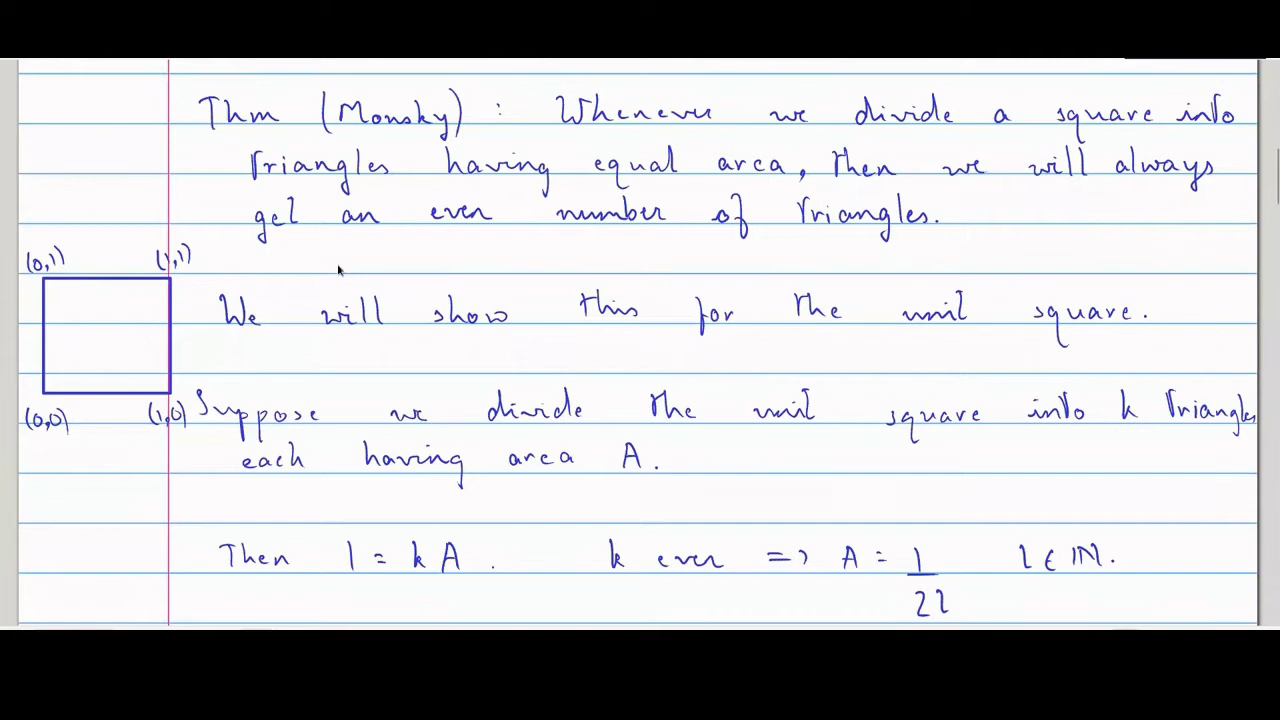 Thm (Monsky) : Whenever we divide a square into
triangles having equal area, then we will always
get an even number of triangles.
(0,1) (1,1)
We will show this for the unit square.
(0,0) (1,0) Suppose we divide the unit square into k triangles
each having area A.
Then 1 = k A . k even => A = 1/2l l ∈ IN.